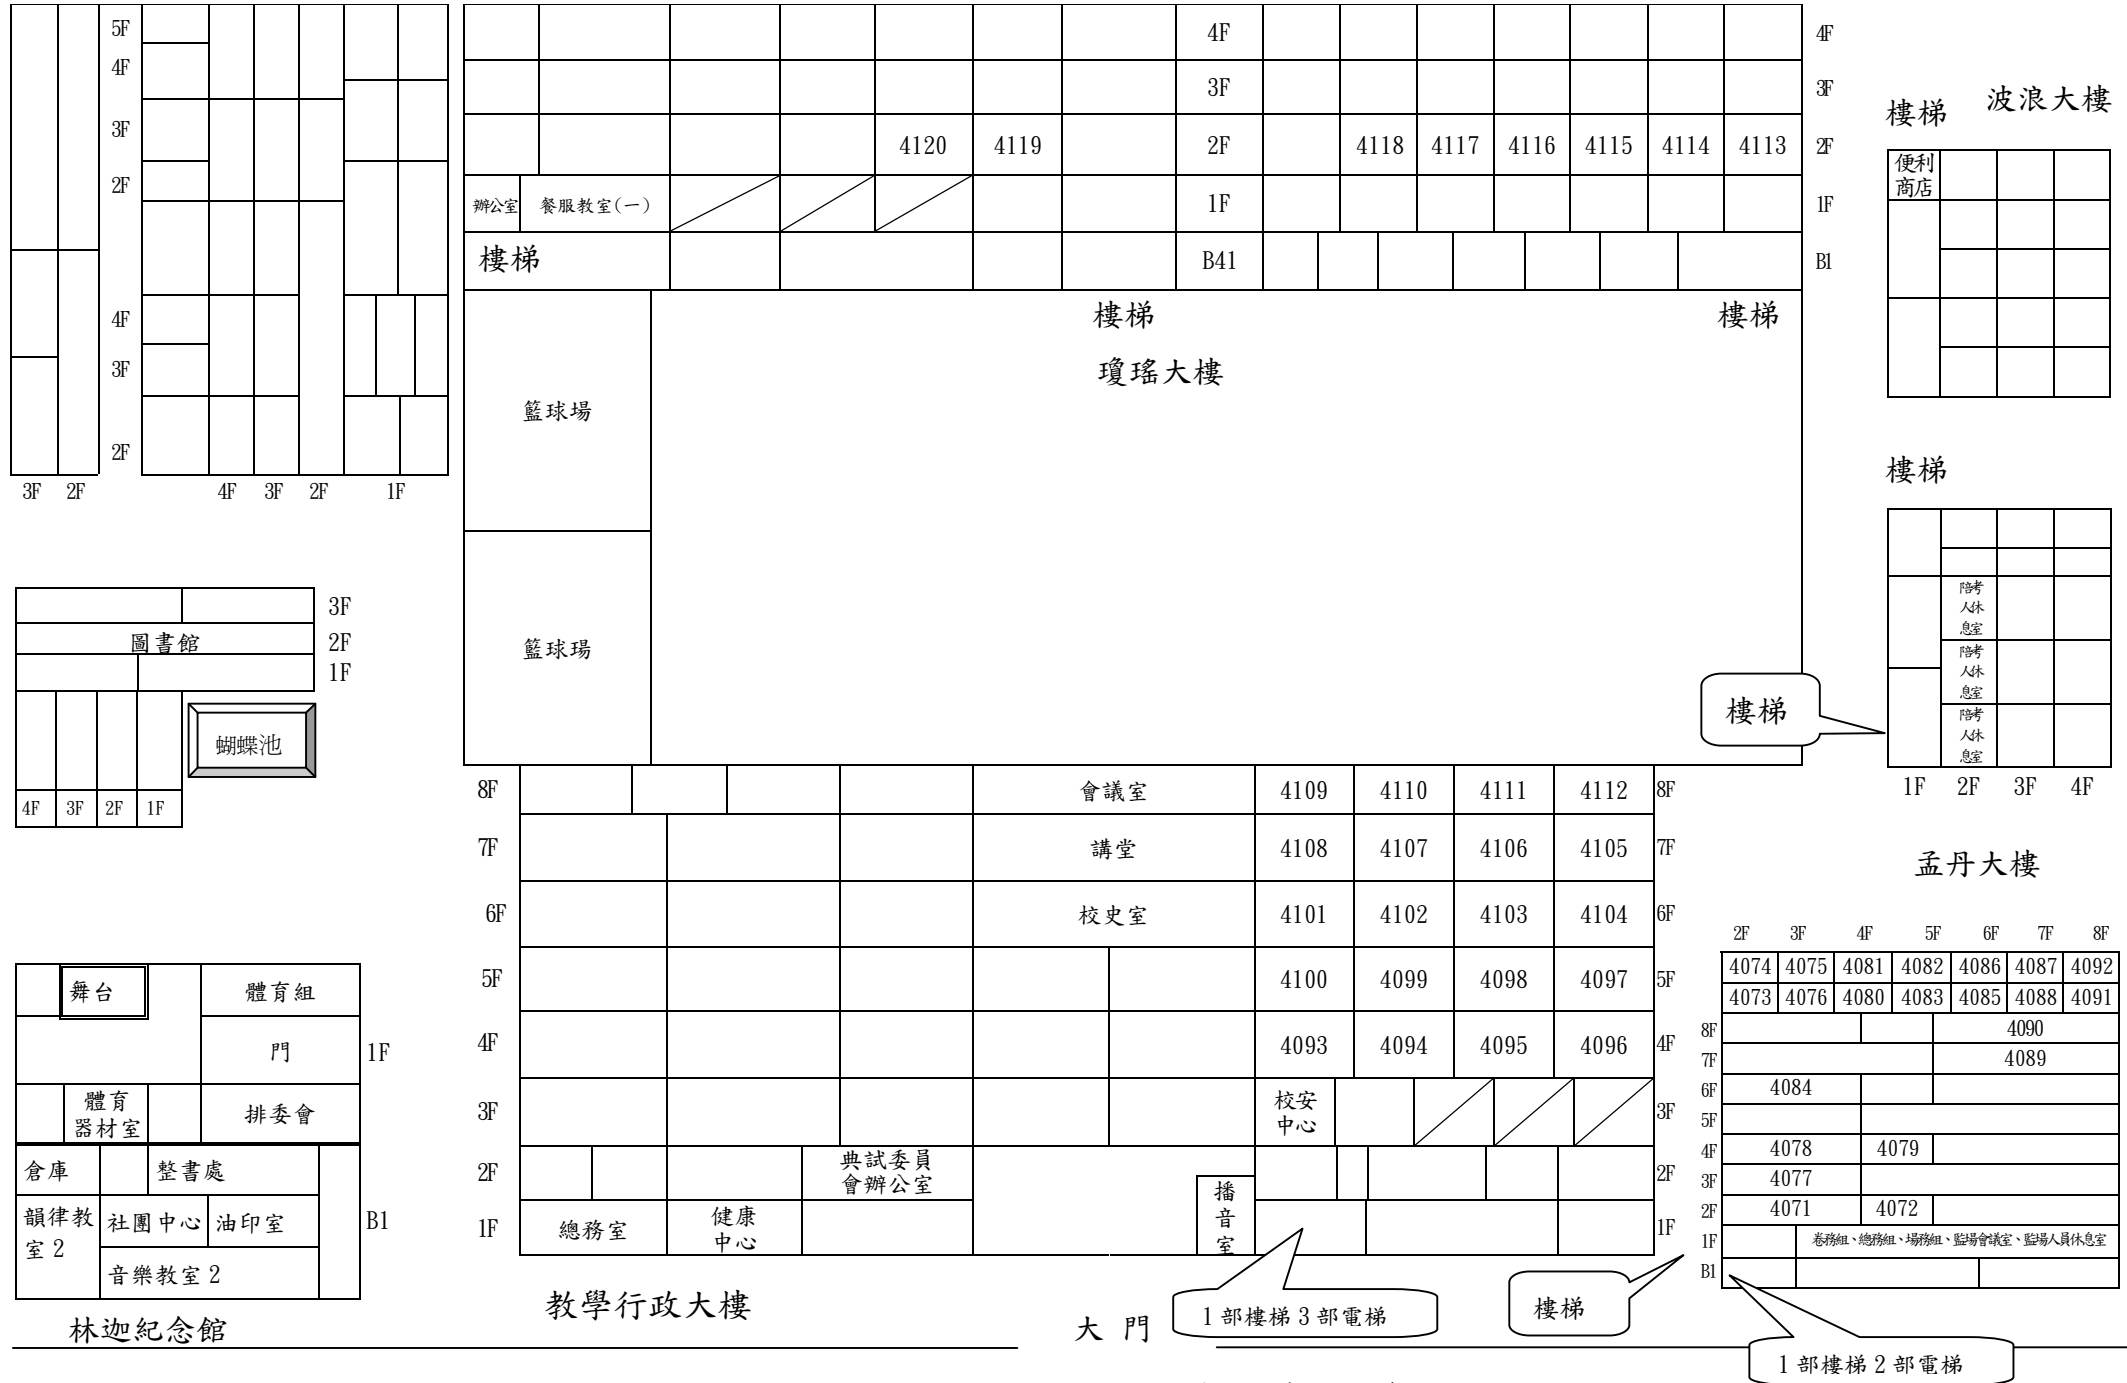 5F
4F
3F
2F
4F
3F
2F
3F 2F
4F 3F 2F 1F
4F 4F
3F 3F
4120 4119 2F 4118 4117 4116 4115 4114 4113 2F
辦公室 餐服教室(一) 1F 1F
樓梯 B41 B1
樓梯 樓梯
瓊瑤大樓
籃球場
籃球場
樓梯 波浪大樓
便利
商店
樓梯
陪考
人休
息室
陪考
人休
息室
陪考
人休
息室
樓梯
1F 2F 3F 4F
3F
圖書館 2F
1F
蝴蝶池
4F 3F 2F 1F
8F 會議室 4109 4110 4111 4112 8F
7F 講堂 4108 4107 4106 4105 7F
6F 校史室 4101 4102 4103 4104 6F
5F 4100 4099 4098 4097 5F
4F 4093 4094 4095 4096 4F
3F 校安
中心 3F
2F 典試委員
會辦公室 2F
播
音
室
1F 總務室 健康
中心 1F
教學行政大樓
大 門
1部樓梯3部電梯
樓梯
孟丹大樓
2F 3F 4F 5F 6F 7F 8F
4074 4075 4081 4082 4086 4087 4092
4073 4076 4080 4083 4085 4088 4091
8F 4090
7F 4089
6F 4084
5F
4F 4078 4079
3F 4077
2F 4071 4072
1F 卷務組、總務組、場務組、監場會議室、監場人員休息室
B1
1部樓梯2部電梯
舞台 體育組
門 1F
體育
器材室 排委會
倉庫 整書處
韻律教
室2 社團中心 油印室 B1
音樂教室2
林迦紀念館